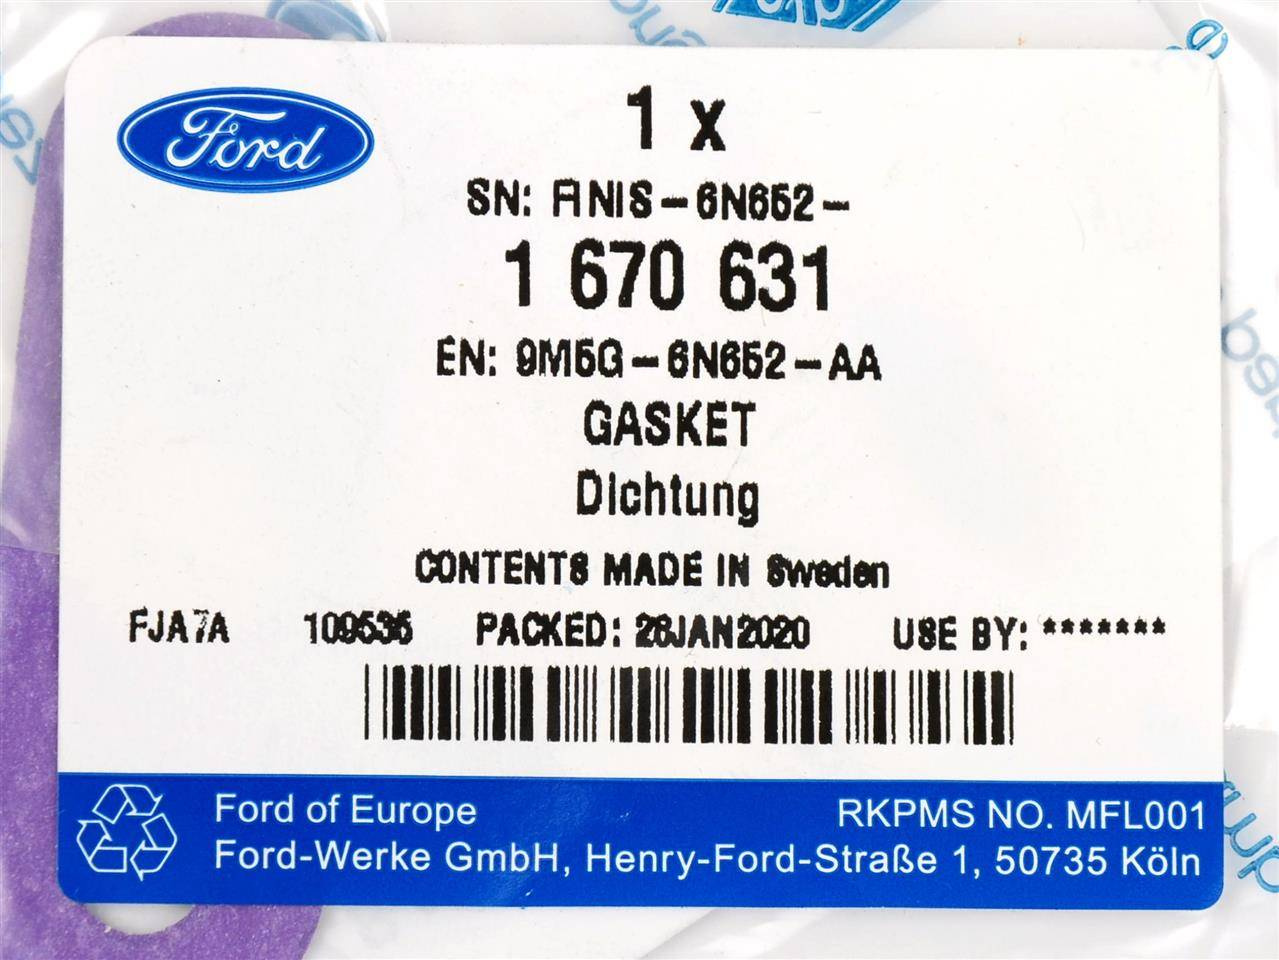 Ford
1 x
SN: FINIS-6N652-
1 670 631
EN: 9M5G-6N652-AA
GASKET
Dichtung
CONTENTS MADE IN Sweden
FJA7A 109535 PACKED: 28JAN2020 USE BY: *******
Ford of Europe
RKPMS NO. MFL001
Ford-Werke GmbH, Henry-Ford-Straße 1, 50735 Köln